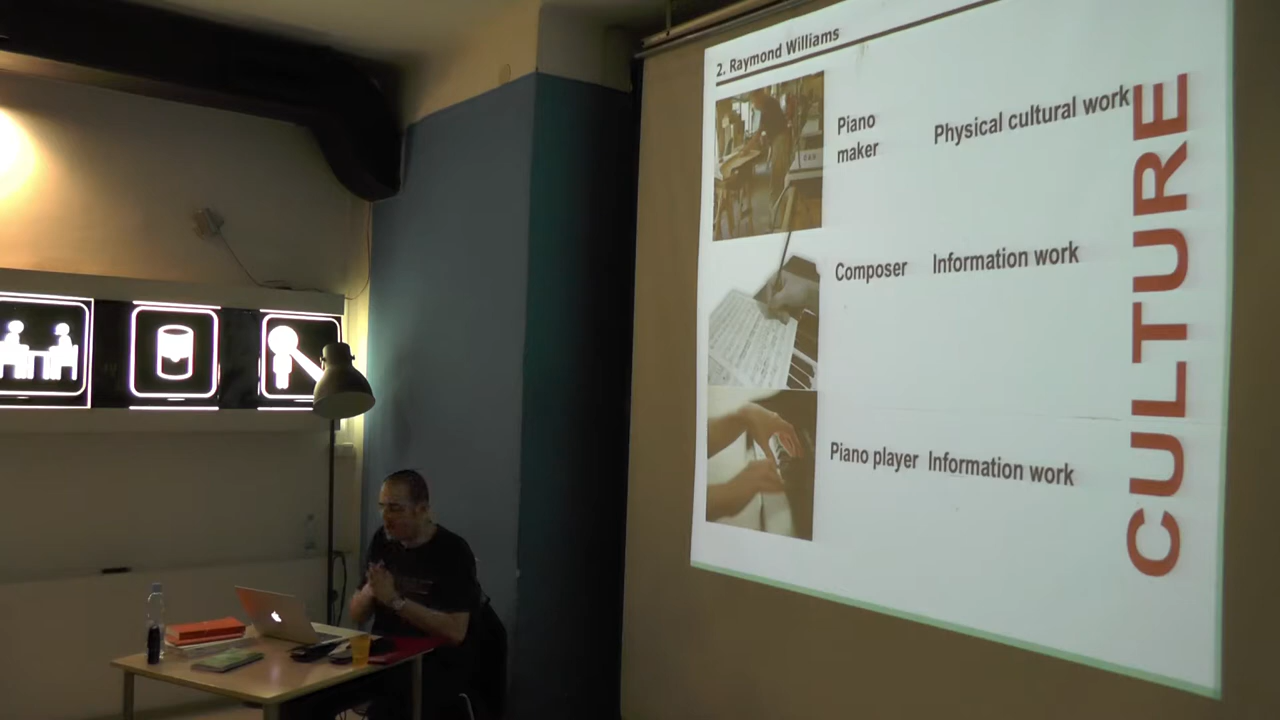 2. Raymond Williams
Piano
maker
Physical cultural work
Composer
Information work
Piano player
Information work
CULTURE